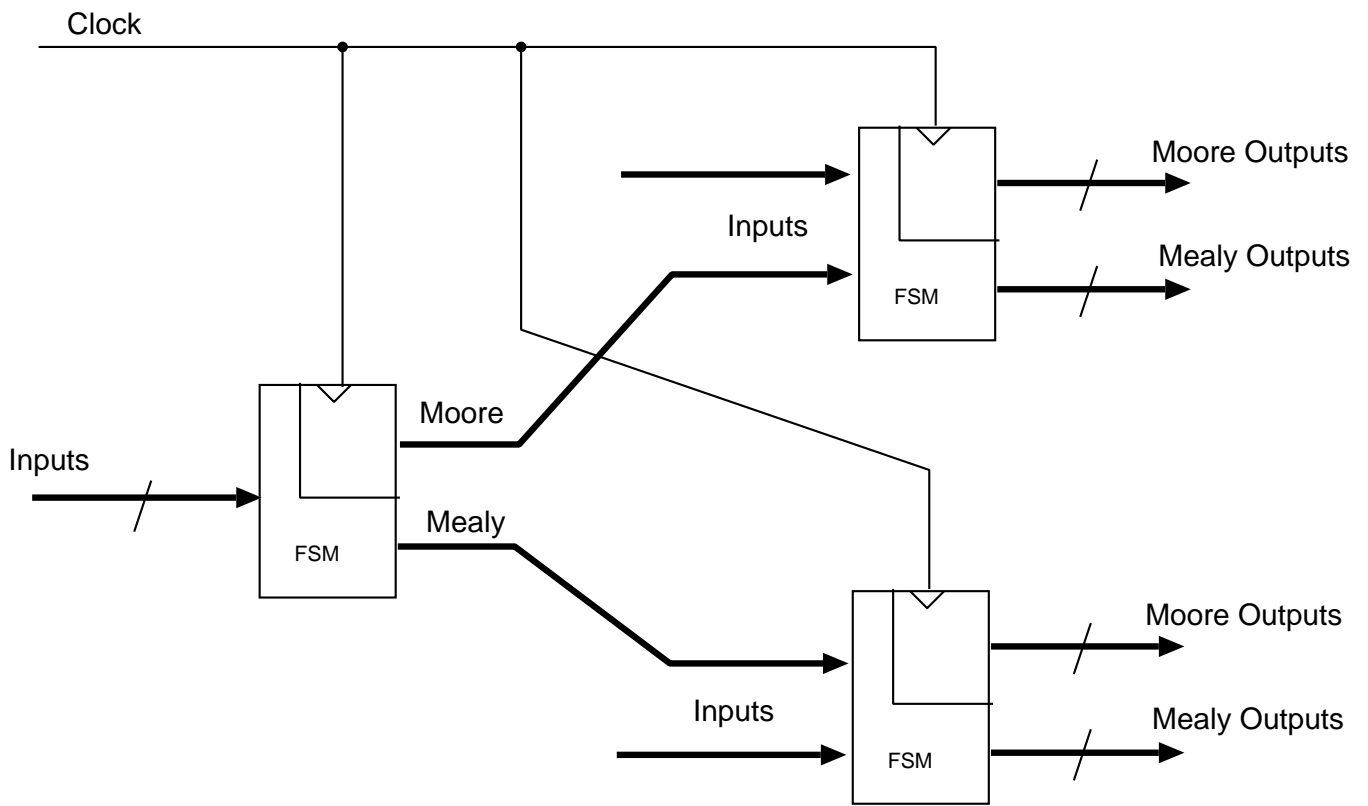 Clock
Moore Outputs
Inputs
Mealy Outputs
FSM
Moore
Inputs
Mealy
FSM
Moore Outputs
Inputs
Mealy Outputs
FSM